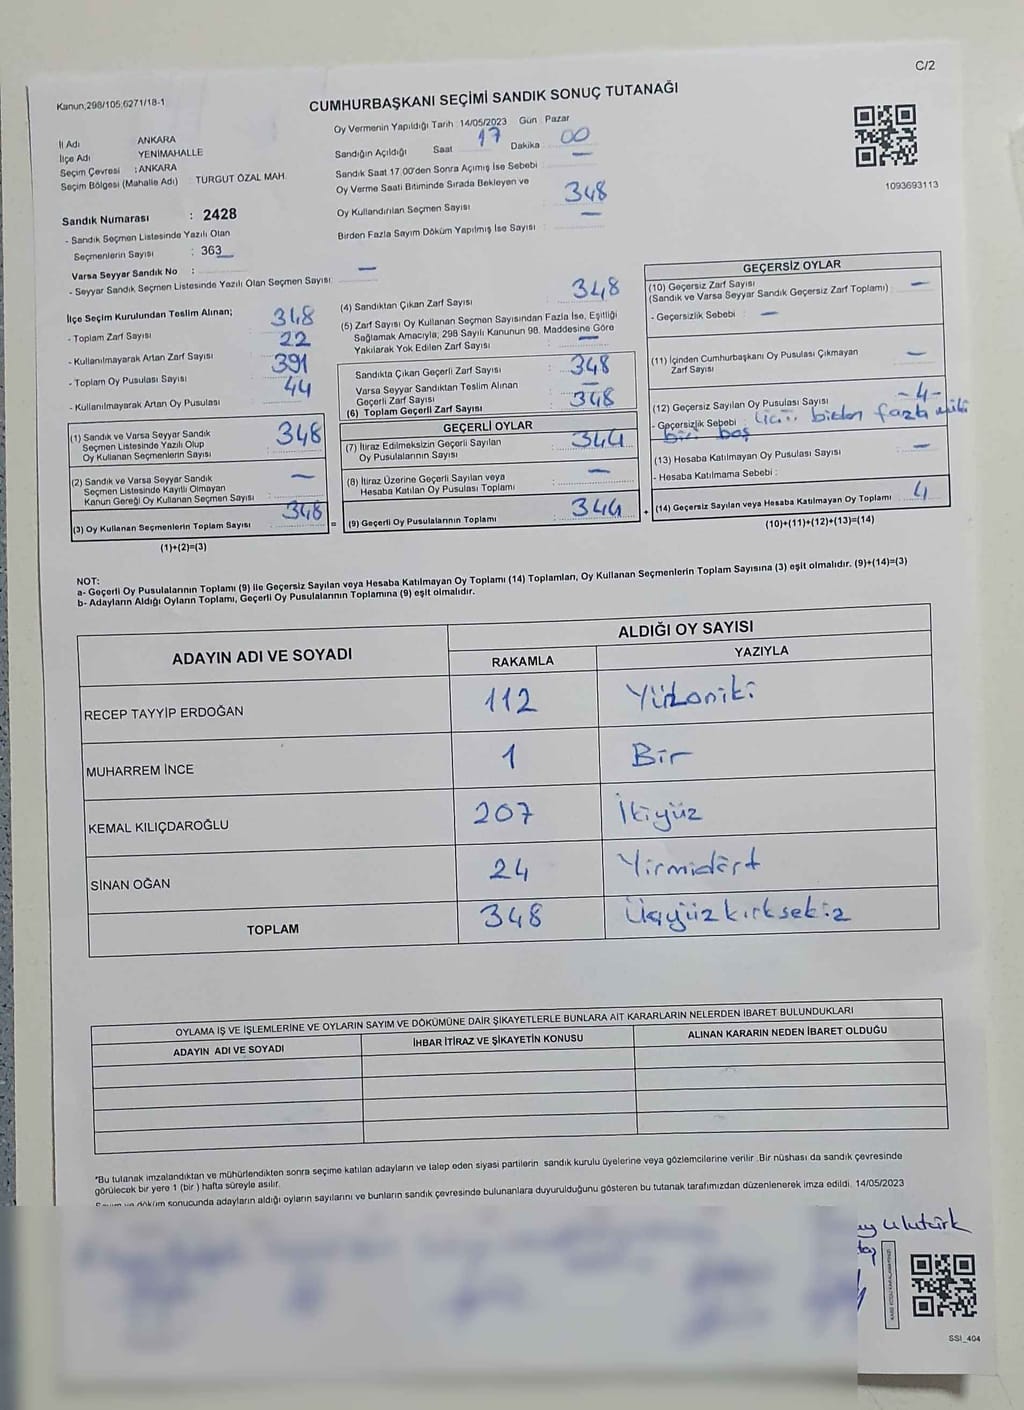 C/2
Kanun,298/105,6271/18-1
CUMHURBAŞKANI SEÇİMİ SANDIK SONUÇ TUTANAĞI
İl Adı ANKARA
İlçe Adı YENİMAHALLE
Seçim Çevresi : ANKARA
Seçim Bölgesi (Mahalle Adı) TURGUT ÖZAL MAH.
Oy Vermenin Yapıldığı Tarih :14/05/2023 Gün : Pazar
Sandığın Açıldığı Saat 17 Dakika 00
Sandık Saat 17.00'den Sonra Açılmış İse Sebebi —
Oy Verme Saati Bitiminde Sırada Bekleyen ve
Oy Kullandırılan Seçmen Sayısı 348
Birden Fazla Sayım Döküm Yapılmış İse Sayısı —
1093693113
Sandık Numarası : 2428
- Sandık Seçmen Listesinde Yazılı Olan
Seçmenlerin Sayısı : 363
Varsa Seyyar Sandık No :
- Seyyar Sandık Seçmen Listesinde Yazılı Olan Seçmen Sayısı: —
İlçe Seçim Kurulundan Teslim Alınan;
- Toplam Zarf Sayısı 348
- Kullanılmayarak Artan Zarf Sayısı 22
- Toplam Oy Pusulası Sayısı 391
- Kullanılmayarak Artan Oy Pusulası 44
(1) Sandık ve Varsa Seyyar Sandık
Seçmen Listesinde Yazılı Olup
Oy Kullanan Seçmenlerin Sayısı 348
(2) Sandık ve Varsa Seyyar Sandık
Seçmen Listesinde Kayıtlı Olmayan
Kanun Gereği Oy Kullanan Seçmen Sayısı —
(3) Oy Kullanan Seçmenlerin Toplam Sayısı 348
(1)+(2)=(3)
(4) Sandıktan Çıkan Zarf Sayısı 348
(5) Zarf Sayısı Oy Kullanan Seçmen Sayısından Fazla İse, Eşitliği
Sağlamak Amacıyla; 298 Sayılı Kanunun 98. Maddesine Göre
Yakılarak Yok Edilen Zarf Sayısı —
Sandıkta Çıkan Geçerli Zarf Sayısı : 348
Varsa Seyyar Sandıktan Teslim Alınan
Geçerli Zarf Sayısı —
(6) Toplam Geçerli Zarf Sayısı : 348
GEÇERLİ OYLAR
(7) İtiraz Edilmeksizin Geçerli Sayılan
Oy Pusulalarının Sayısı 344
(8) İtiraz Üzerine Geçerli Sayılan veya
Hesaba Katılan Oy Pusulası Toplamı —
= (9) Geçerli Oy Pusulalarının Toplamı 344 +
GEÇERSİZ OYLAR
(10) Geçersiz Zarf Sayısı
(Sandık ve Varsa Seyyar Sandık Geçersiz Zarf Toplamı) : —
- Geçersizlik Sebebi : —
(11) İçinden Cumhurbaşkanı Oy Pusulası Çıkmayan
Zarf Sayısı —
(12) Geçersiz Sayılan Oy Pusulası Sayısı -4-
- Geçersizlik Sebebi birden fazla
biri boş
(13) Hesaba Katılmayan Oy Pusulası Sayısı —
- Hesaba Katılmama Sebebi :
(14) Geçersiz Sayılan veya Hesaba Katılmayan Oy Toplamı 4
(10)+(11)+(12)+(13)=(14)
NOT:
a- Geçerli Oy Pusulalarının Toplamı (9) ile Geçersiz Sayılan veya Hesaba Katılmayan Oy Toplamı (14) Toplamları, Oy Kullanan Seçmenlerin Toplam Sayısına (3) eşit olmalıdır. (9)+(14)=(3)
b- Adayların Aldığı Oyların Toplamı, Geçerli Oy Pusulalarının Toplamına (9) eşit olmalıdır.
ADAYIN ADI VE SOYADI ALDIĞI OY SAYISI
RAKAMLA YAZIYLA
RECEP TAYYİP ERDOĞAN 112 Yüzoniki
MUHARREM İNCE 1 Bir
KEMAL KILIÇDAROĞLU 207 İkiyüz
SİNAN OĞAN 24 Yirmidört
TOPLAM 348 Üçyüzkırksekiz
OYLAMA İŞ VE İŞLEMLERİNE VE OYLARIN SAYIM VE DÖKÜMÜNE DAİR ŞİKAYETLERLE BUNLARA AİT KARARLARIN NELERDEN İBARET BULUNDUKLARI
ADAYIN ADI VE SOYADI İHBAR İTİRAZ VE ŞİKAYETİN KONUSU ALINAN KARARIN NEDEN İBARET OLDUĞU
*Bu tutanak imzalandıktan ve mühürlendikten sonra seçime katılan adayların ve talep eden siyasi partilerin sandık kurulu üyelerine veya gözlemcilerine verilir .Bir nüshası da sandık çevresinde
görülecek bir yere 1 (bir ) hafta süreyle asılır.
Sayım ve döküm sonucunda adayların aldığı oyların sayılarını ve bunların sandık çevresinde bulunanlara duyurulduğunu gösteren bu tutanak tarafımızdan düzenlenerek imza edildi. 14/05/2023
Ulutürk
SSI_404